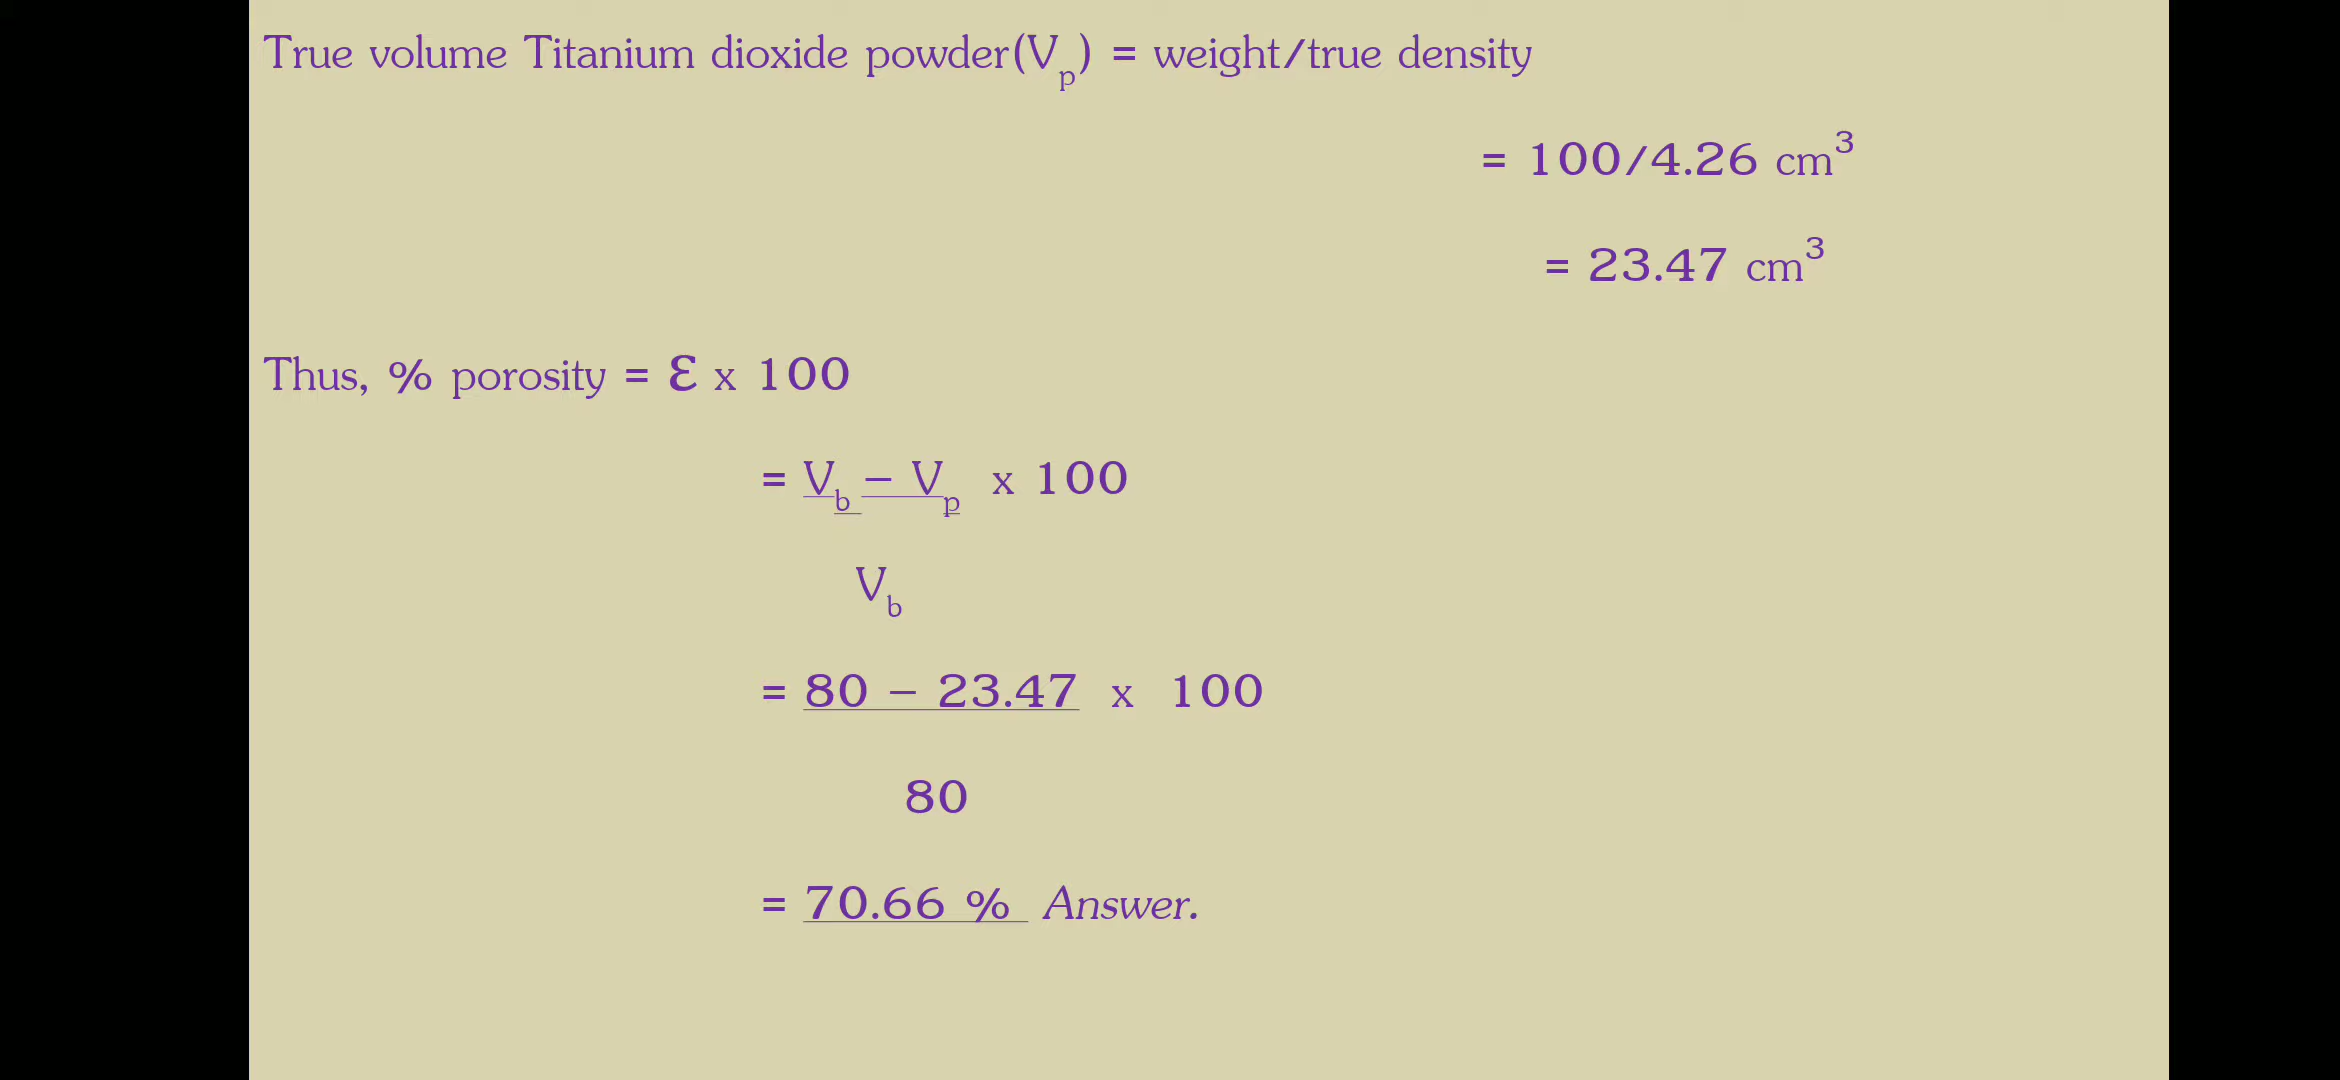 True volume Titanium dioxide powder(Vp) = weight/true density
= 100/4.26 cm³
= 23.47 cm³
Thus, % porosity = ε x 100
= Vb – Vp x 100
Vb
= 80 – 23.47 x 100
80
= 70.66 % Answer.